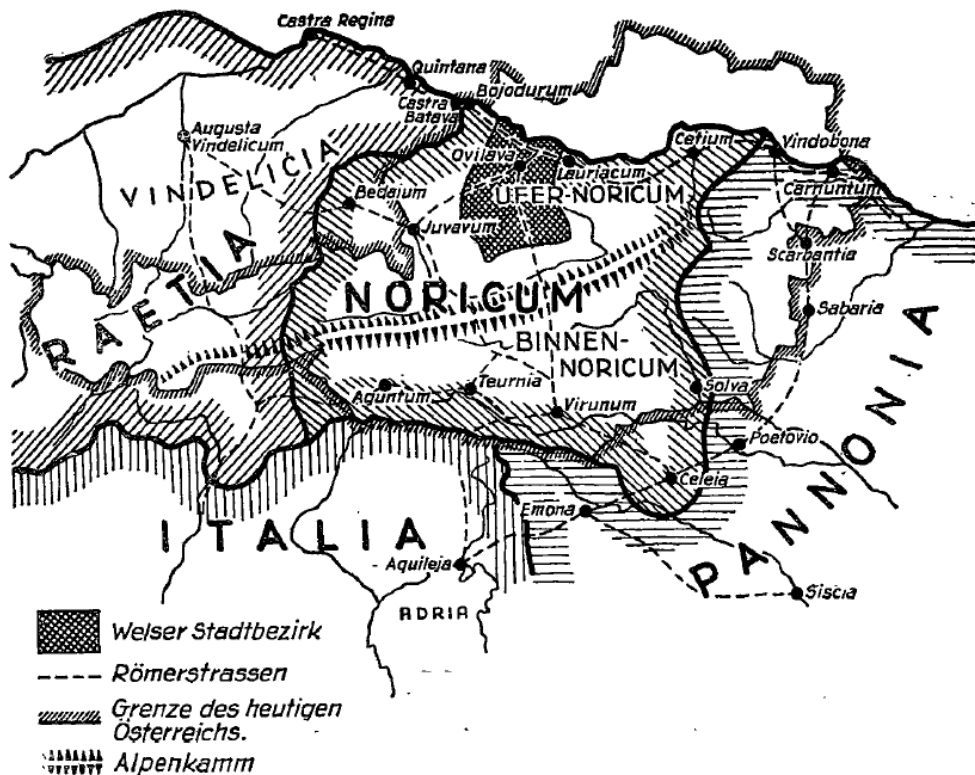 Castra Regina
Quintana
Castra
Batava
Bojodurum
Augusta
Vindelicum
VINDELICIA
Bedaium
Juvavum
Ovilava
Lauriacum
Cetium
Vindobona
Carnuntum
UFER-NORICUM
Scarbantia
Sabaria
RAETIA
NORICUM
BINNEN-
NORICUM
Aguntum
Teurnia
Virunum
Solva
Poetovio
Celeia
Emona
PANNONIA
ITALIA
Aquileja
ADRIA
Siscia
Welser Stadtbezirk
Römerstrassen
Grenze des heutigen
Österreichs.
Alpenkamm